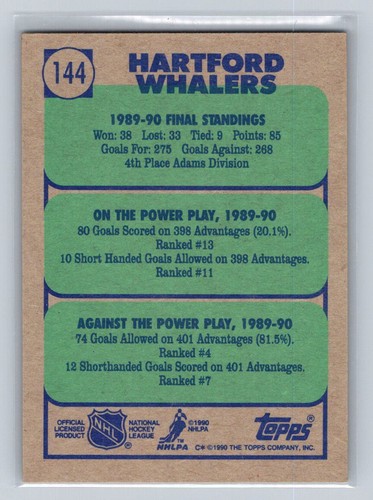 144
HARTFORD
WHALERS
1989-90 FINAL STANDINGS
Won: 38 Lost: 33 Tied: 9 Points: 85
Goals For: 275 Goals Against: 268
4th Place Adams Division
ON THE POWER PLAY, 1989-90
80 Goals Scored on 398 Advantages (20.1%).
Ranked #13
10 Short Handed Goals Allowed on 398 Advantages.
Ranked #11
AGAINST THE POWER PLAY, 1989-90
74 Goals Allowed on 401 Advantages (81.5%).
Ranked #4
12 Shorthanded Goals Scored on 401 Advantages.
Ranked #7
OFFICIAL
LICENSED
PRODUCT
NHL
NATIONAL
HOCKEY
LEAGUE
©1990
NHLPA
NHLPA™
topps®
C* © 1990 THE TOPPS COMPANY, INC.